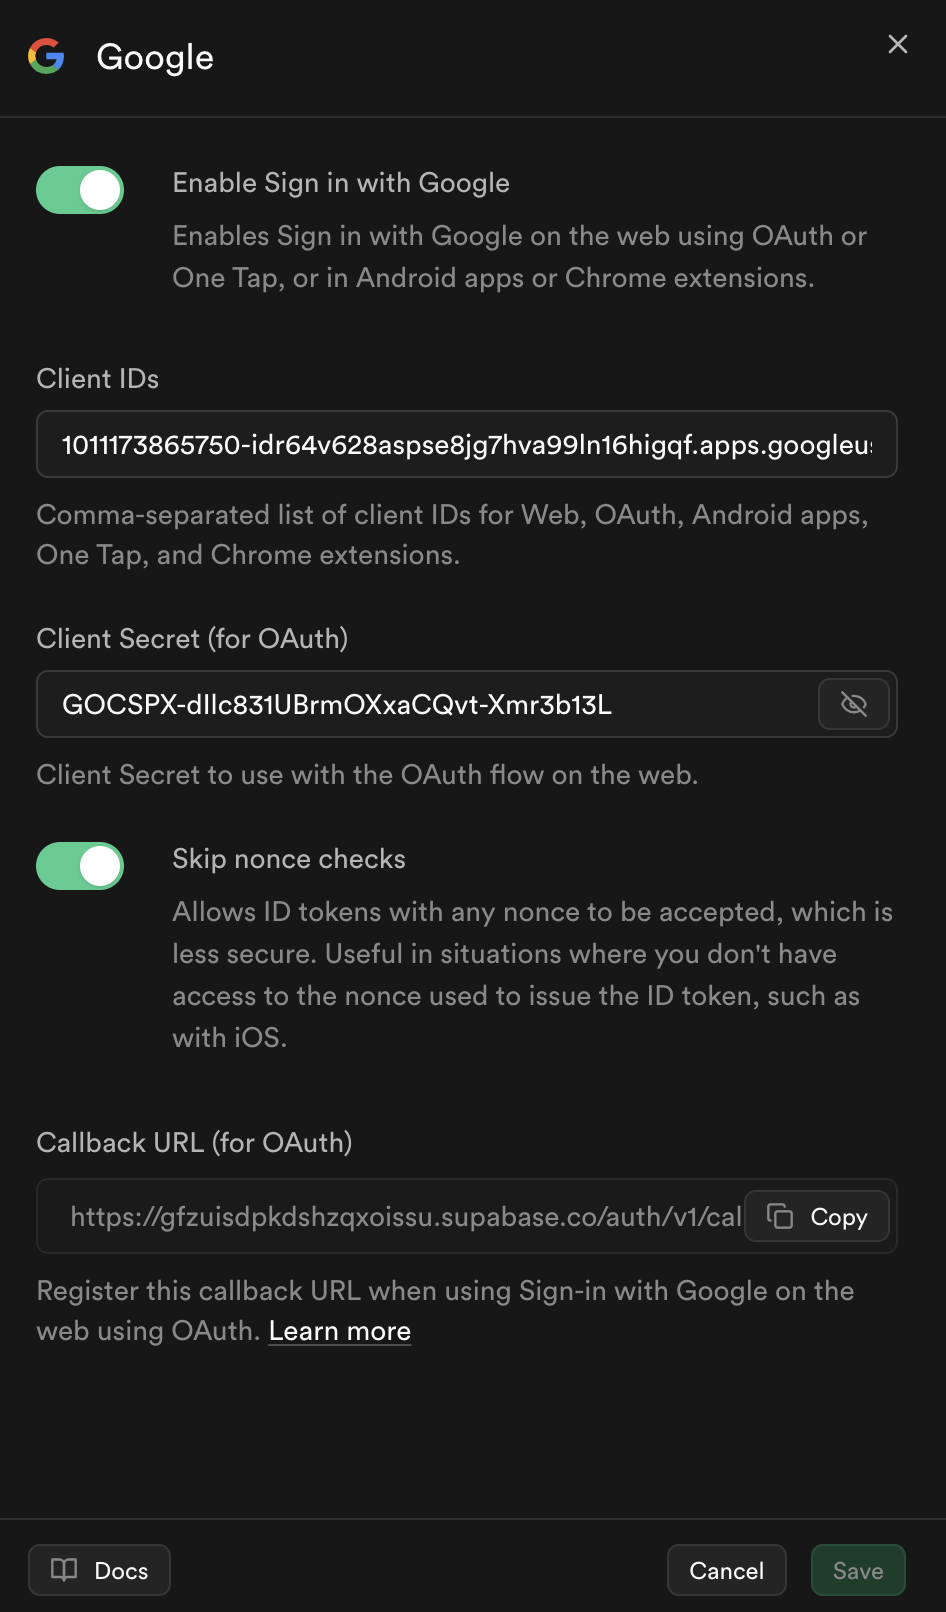 Google
Enable Sign in with Google
Enables Sign in with Google on the web using OAuth or
One Tap, or in Android apps or Chrome extensions.
Client IDs
1011173865750-idr64v628aspse8jg7hva99ln16higqf.apps.googleu
Comma-separated list of client IDs for Web, OAuth, Android apps,
One Tap, and Chrome extensions.
Client Secret (for OAuth)
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
Client Secret to use with the OAuth flow on the web.
Skip nonce checks
Allows ID tokens with any nonce to be accepted, which is
less secure. Useful in situations where you don't have
access to the nonce used to issue the ID token, such as
with iOS.
Callback URL (for OAuth)
https://gfzuisdpkdshzqxoissu.supabase.co/auth/v1/cal
Copy
Register this callback URL when using Sign-in with Google on the
web using OAuth. Learn more
Docs
Cancel
Save